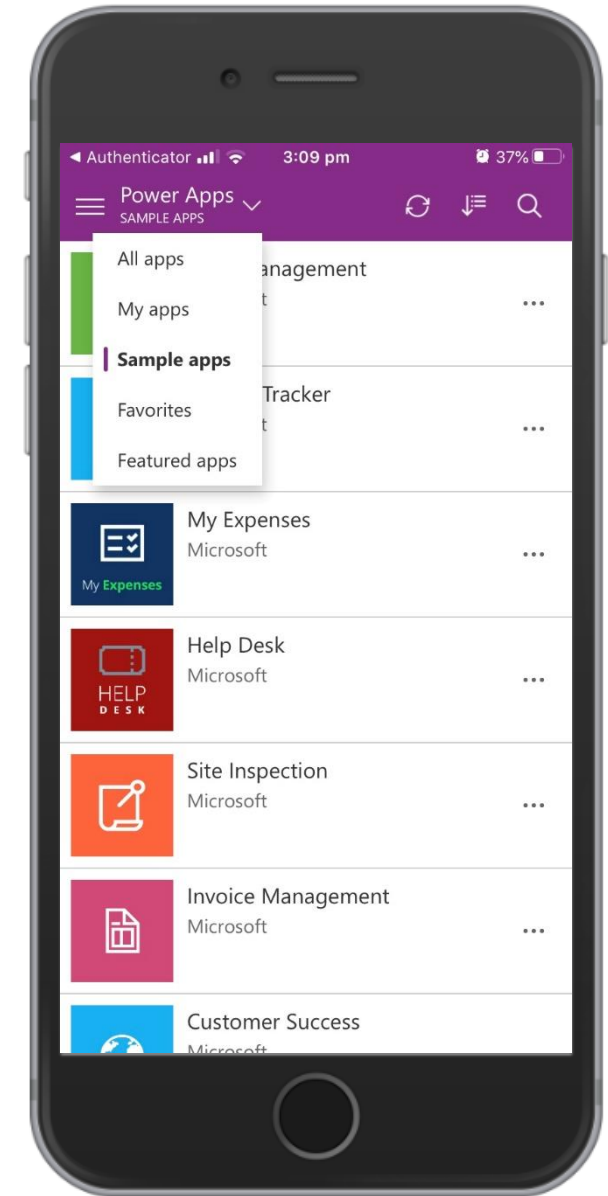 ◄ Authenticator 3:09 pm 37%
Power Apps
SAMPLE APPS
All apps
My apps
Sample apps
Favorites
Featured apps
anagement
t
Tracker
t
My Expenses
Microsoft
My Expenses
Help Desk
Microsoft
HELP
DESK
Site Inspection
Microsoft
Invoice Management
Microsoft
Customer Success
Microsoft